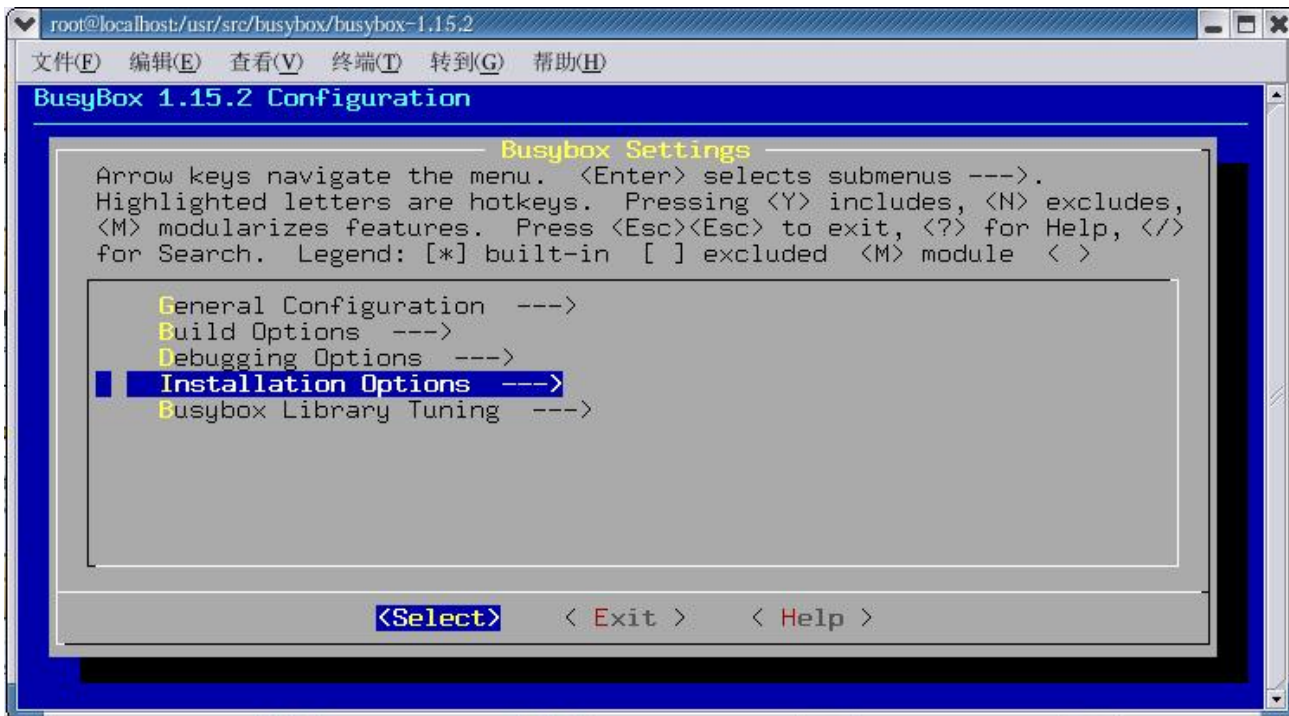 root@localhost:/usr/src/busybox/busybox-1.15.2
文件(F) 编辑(E) 查看(V) 终端(T) 转到(G) 帮助(H)
BusyBox 1.15.2 Configuration
Busybox Settings
Arrow keys navigate the menu. <Enter> selects submenus --->.
Highlighted letters are hotkeys. Pressing <Y> includes, <N> excludes,
<M> modularizes features. Press <Esc><Esc> to exit, <?> for Help, </>
for Search. Legend: [*] built-in [ ] excluded <M> module < >
General Configuration --->
Build Options --->
Debugging Options --->
Installation Options --->
Busybox Library Tuning --->
<Select> < Exit > < Help >